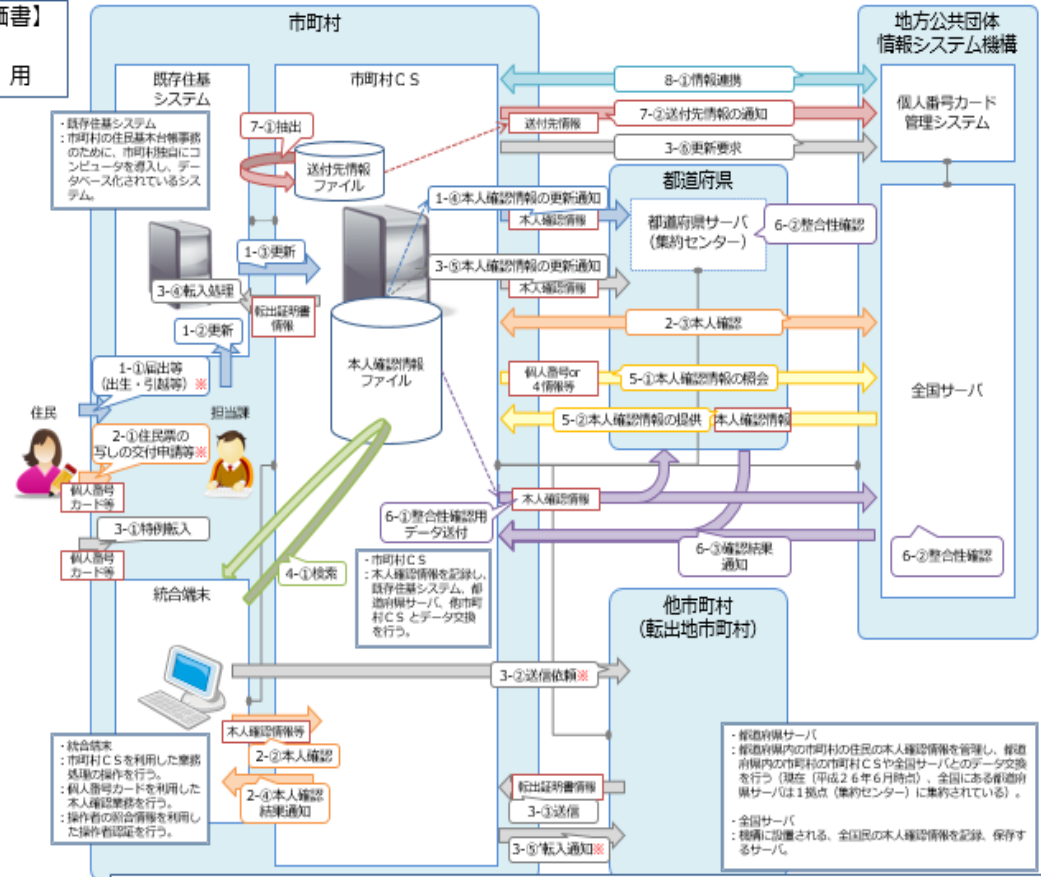 価書】
用
市町村
地方公共団体
情報システム機構
既存住基
システム
市町村CS
個人番号カード
管理システム
・既存住基システム
：市町村の住民基本台帳事務
のために、市町村独自にコ
ンピュータを導入し、デー
タベース化されているシス
テム。
7-①抽出
送付先情報
ファイル
8-①情報連携
送付先情報
7-②送付先情報の通知
3-⑥更新要求
都道府県
1-④本人確認情報の更新通知
本人確認情報
都道府県サーバ
（集約センター）
6-②整合性確認
1-③更新
3-⑤本人確認情報の更新通知
本人確認情報
3-④転入処理
転出証明書
情報
1-②更新
2-③本人確認
本人確認情報
ファイル
1-①届出等
（出生・引越等）※
個人番号or
4情報等
5-①本人確認情報の照会
全国サーバ
住民
担当課
5-②本人確認情報の提供
本人確認情報
2-①住民票の
写しの交付申請等※
個人番号
カード等
本人確認情報
6-①整合性確認用
データ送付
3-①特例転入
個人番号
カード等
6-③確認結果
通知
6-②整合性確認
4-①検索
・市町村CS
：本人確認情報を記録し、
既存住基システム、都
道府県サーバ、他市町
村CSとデータ交換
を行う。
統合端末
他市町村
（転出地市町村）
3-②送信依頼※
本人確認情報等
2-②本人確認
・統合端末
：市町村CSを利用した業務
処理の操作を行う。
：個人番号カードを利用した
本人確認業務を行う。
：操作者の照合情報を利用し
た操作者認証を行う。
2-④本人確認
結果通知
転出証明書情報
3-③送信
3-⑤'転入通知※
・都道府県サーバ
：都道府県内の市町村の住民の本人確認情報を管理し、都道
府県内の市町村の市町村CSや全国サーバとのデータ交換
を行う（現在（平成26年6月時点）、全国にある都道府
県サーバは1拠点（集約センター）に集約されている）。
・全国サーバ
：機構に設置される、全国民の本人確認情報を記録、保存す
るサーバ。